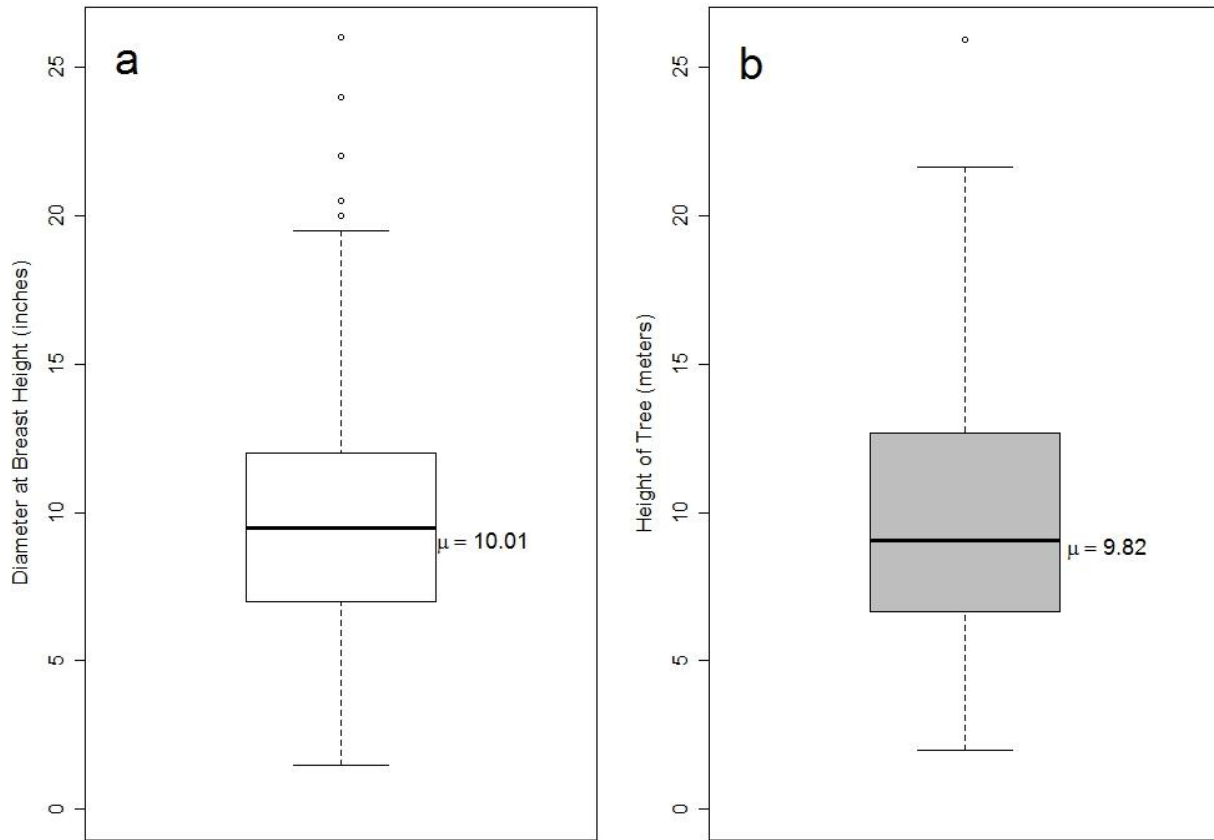 a
Diameter at Breast Height (inches)
25
20
15
10
5
0
μ = 10.01
b
Height of Tree (meters)
25
20
15
10
5
0
μ = 9.82